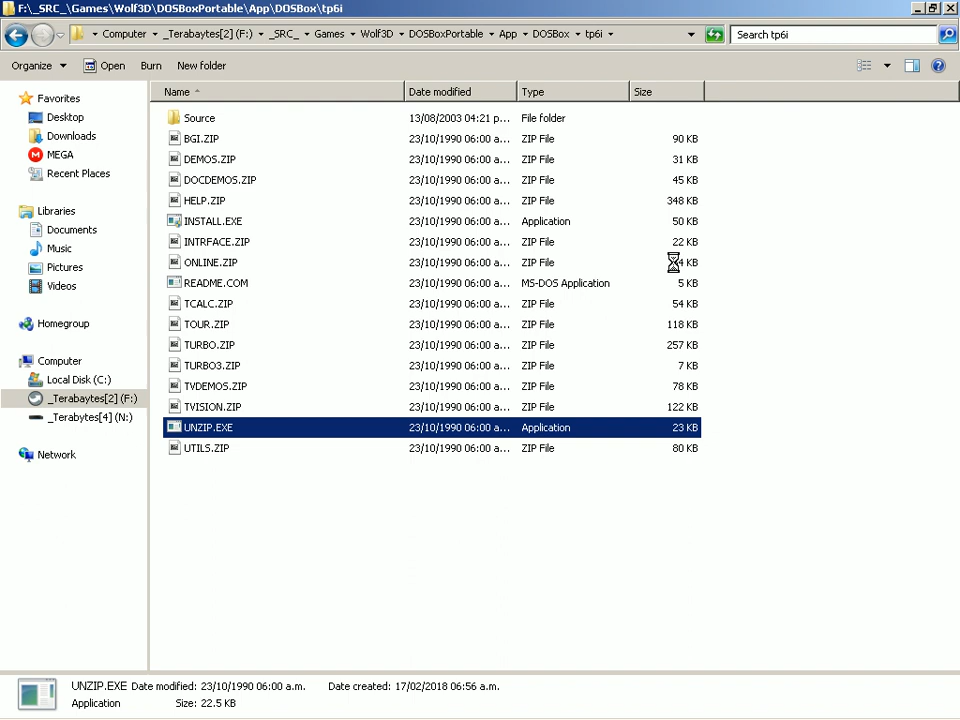 F:\_SRC_\Games\Wolf3D\DOSBoxPortable\App\DOSBox\tp6i
Computer _Terabaytes[2] (F:) _SRC_ Games Wolf3D DOSBoxPortable App DOSBox tp6i Search tp6i
Organize Open Burn New folder
Name Date modified Type Size
Favorites
Desktop
Downloads
MEGA
Recent Places
Libraries
Documents
Music
Pictures
Videos
Homegroup
Computer
Local Disk (C:)
_Terabaytes[2] (F:)
_Terabytes[4] (N:)
Network
Source 13/08/2003 04:21 p... File folder
BGI.ZIP 23/10/1990 06:00 a... ZIP File 90 KB
DEMOS.ZIP 23/10/1990 06:00 a... ZIP File 31 KB
DOCDEMOS.ZIP 23/10/1990 06:00 a... ZIP File 45 KB
HELP.ZIP 23/10/1990 06:00 a... ZIP File 348 KB
INSTALL.EXE 23/10/1990 06:00 a... Application 50 KB
INTRFACE.ZIP 23/10/1990 06:00 a... ZIP File 22 KB
ONLINE.ZIP 23/10/1990 06:00 a... ZIP File KB
README.COM 23/10/1990 06:00 a... MS-DOS Application 5 KB
TCALC.ZIP 23/10/1990 06:00 a... ZIP File 54 KB
TOUR.ZIP 23/10/1990 06:00 a... ZIP File 118 KB
TURBO.ZIP 23/10/1990 06:00 a... ZIP File 257 KB
TURBO3.ZIP 23/10/1990 06:00 a... ZIP File 7 KB
TVDEMOS.ZIP 23/10/1990 06:00 a... ZIP File 78 KB
TVISION.ZIP 23/10/1990 06:00 a... ZIP File 122 KB
UNZIP.EXE 23/10/1990 06:00 a... Application 23 KB
UTILS.ZIP 23/10/1990 06:00 a... ZIP File 80 KB
UNZIP.EXE Date modified: 23/10/1990 06:00 a.m. Date created: 17/02/2018 06:56 a.m.
Application Size: 22.5 KB